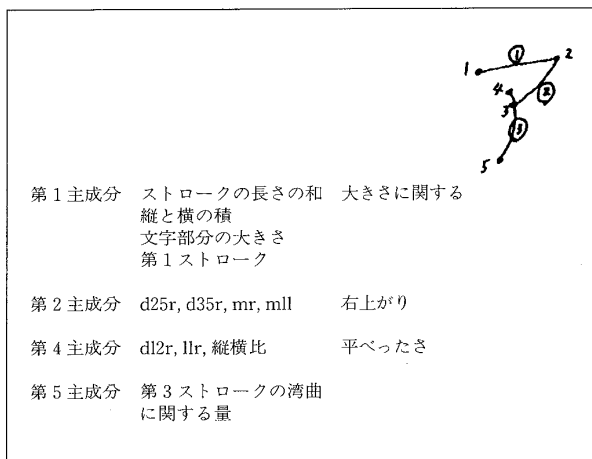 ①
1 2
4 ②
3
③
5
第1主成分 ストロークの長さの和 大きさに関する
縦と横の積
文字部分の大きさ
第1ストローク
第2主成分 d25r, d35r, mr, mll 右上がり
第4主成分 dl2r, llr, 縦横比 平べったさ
第5主成分 第3ストロークの湾曲
に関する量